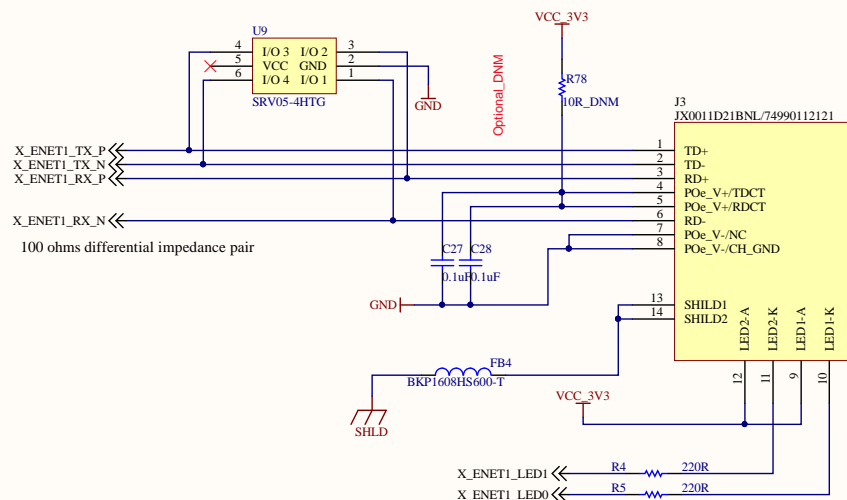 U9
4 I/O 3 I/O 2 3
5 VCC GND 2
6 I/O 4 I/O 1 1
SRV05-4HTG
GND
VCC_3V3
R78
10R_DNM
Optional_DNM
J3
JX0011D21BNL/74990112121
X_ENET1_TX_P 1 TD+
X_ENET1_TX_N 2 TD-
X_ENET1_RX_P 3 RD+
4 POe_V+/TDCT
5 POe_V+/RDCT
X_ENET1_RX_N 6 RD-
7 POe_V-/NC
8 POe_V-/CH_GND
100 ohms differential impedance pair
C27 C28
0.1uF 0.1uF
GND
13 SHILD1
14 SHILD2
LED2-A LED2-K LED1-A LED1-K
12 11 9 10
FB4
BKP1608HS600-T
SHLD
VCC_3V3
X_ENET1_LED1 R4 220R
X_ENET1_LED0 R5 220R